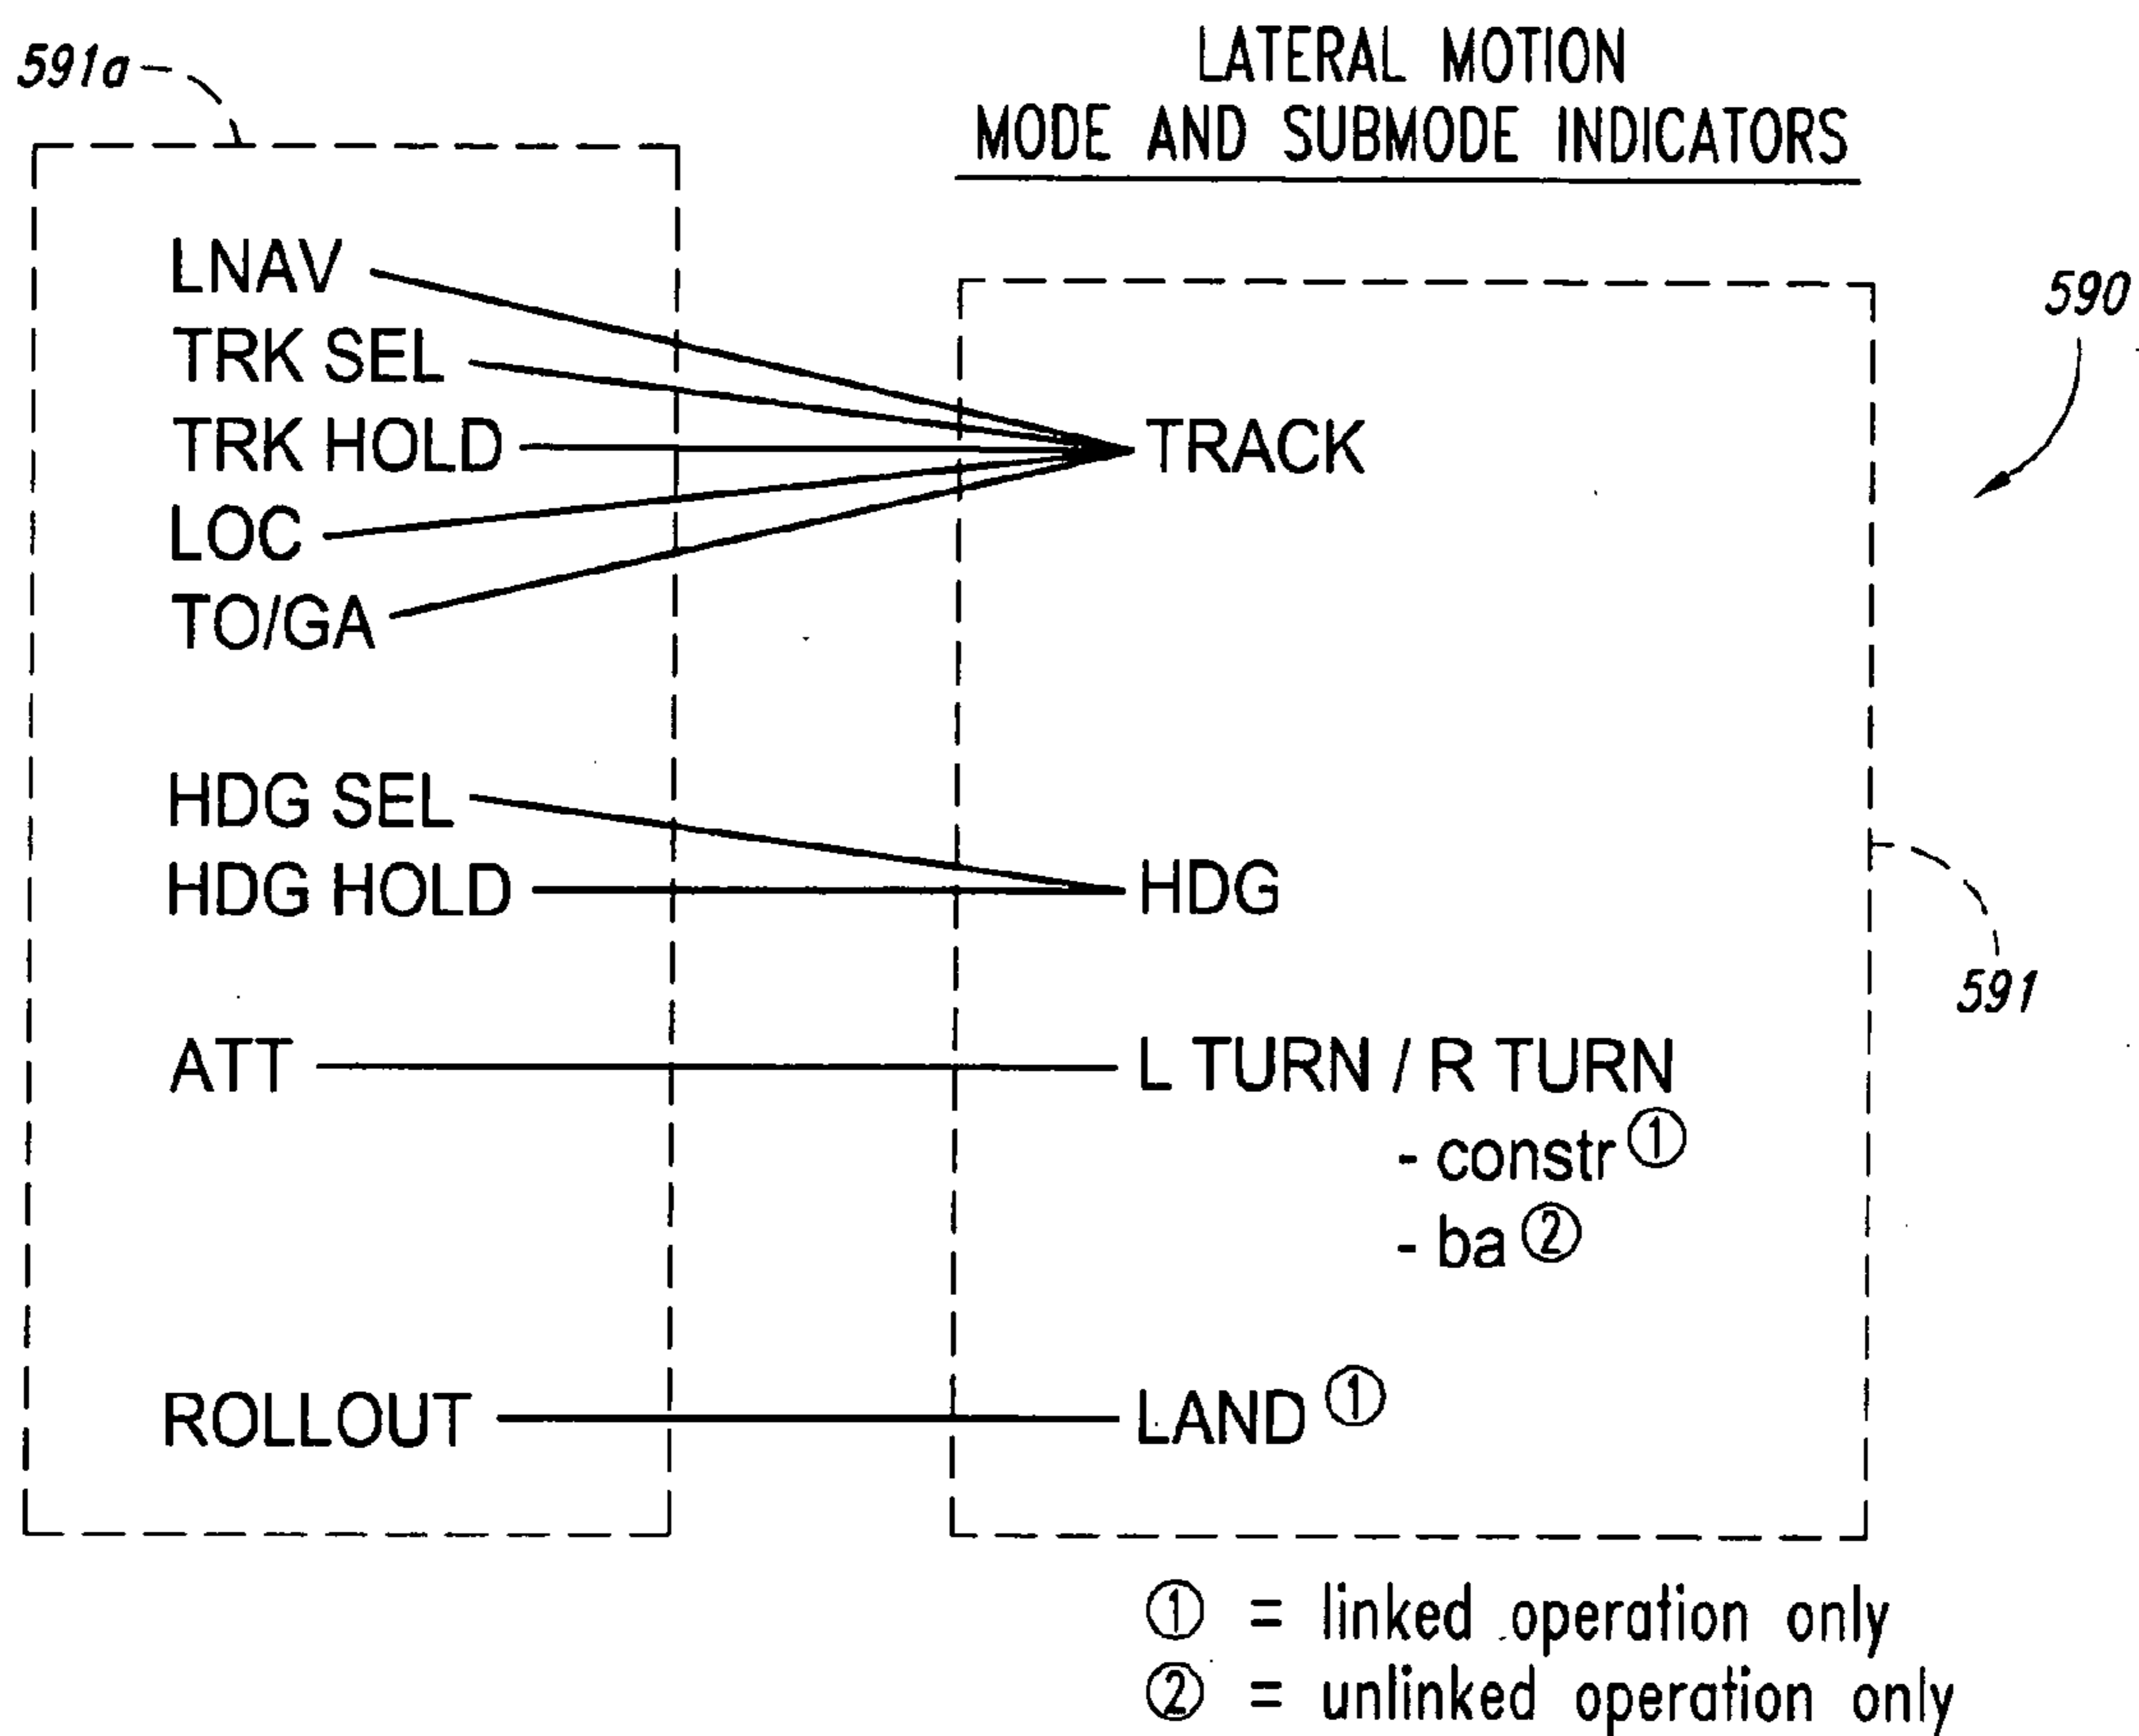 591a
LATERAL MOTION
MODE AND SUBMODE INDICATORS
LNAV
TRK SEL
TRK HOLD
LOC
TO/GA
HDG SEL
HDG HOLD
ATT
ROLLOUT
TRACK
HDG
L TURN / R TURN
- constr ①
- ba ②
LAND ①
590
591
① = linked operation only
② = unlinked operation only